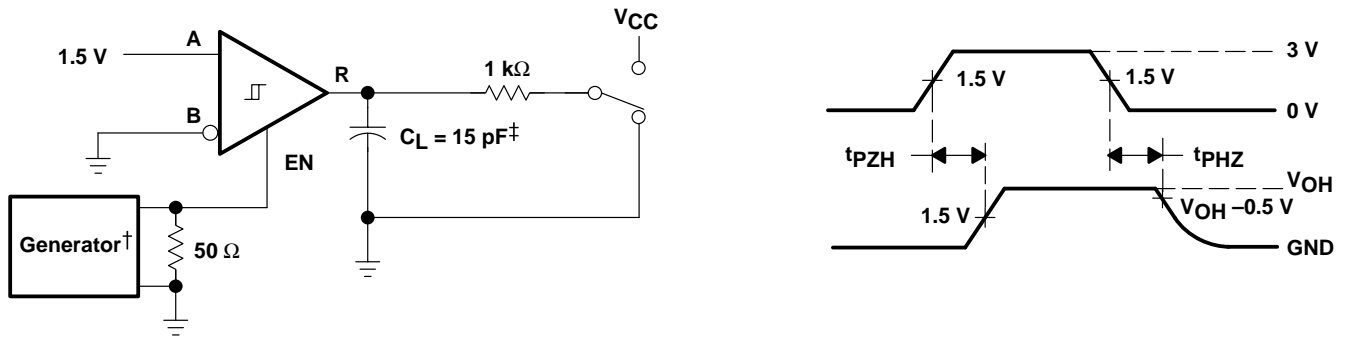 VCC
A
1.5 V
R
1 kΩ
B
CL = 15 pF‡
EN
Generator†
50 Ω
3 V
1.5 V
1.5 V
0 V
tPZH
tPHZ
VOH
VOH –0.5 V
1.5 V
GND